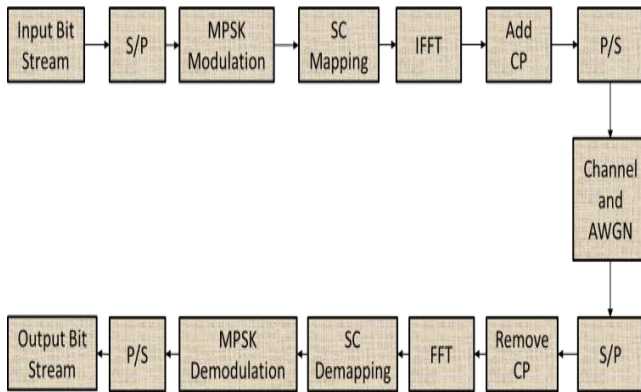 Input Bit
Stream
S/P
MPSK
Modulation
SC
Mapping
IFFT
Add
CP
P/S
Channel
and
AWGN
S/P
Remove
CP
FFT
SC
Demapping
MPSK
Demodulation
P/S
Output Bit
Stream